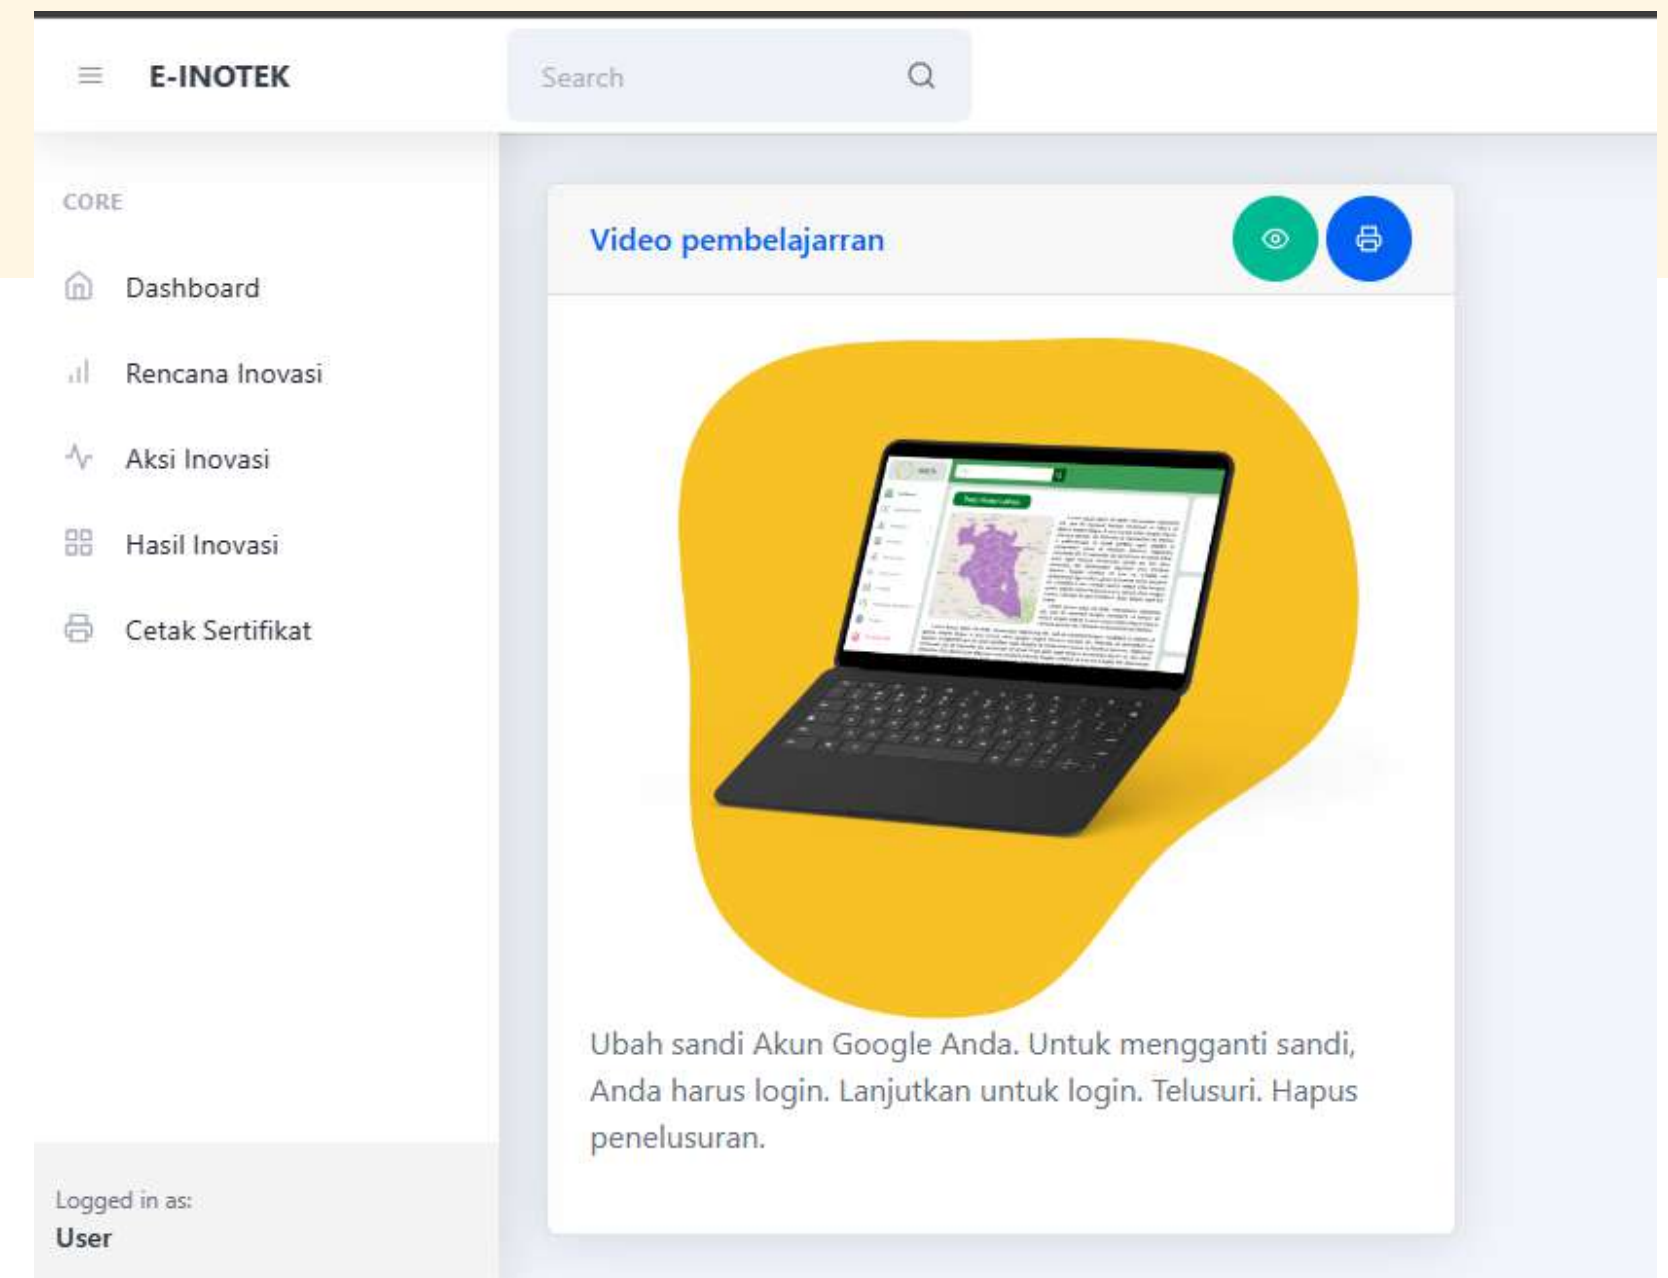 E-INOTEK
Search
CORE
Dashboard
Rencana Inovasi
Aksi Inovasi
Hasil Inovasi
Cetak Sertifikat
Logged in as:
User
Video pembelajarran
Ubah sandi Akun Google Anda. Untuk mengganti sandi,
Anda harus login. Lanjutkan untuk login. Telusuri. Hapus
penelusuran.